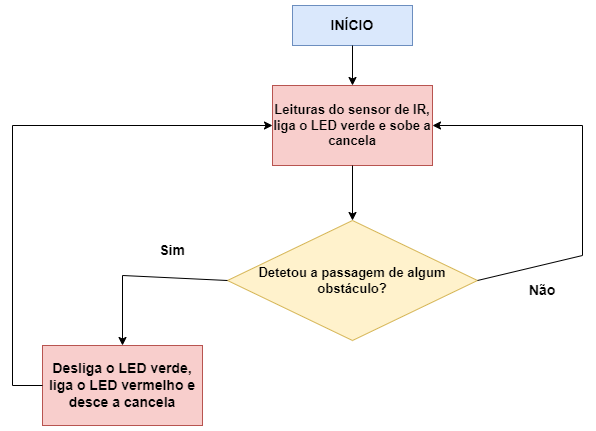 INÍCIO
Leituras do sensor de IR,
liga o LED verde e sobe a
cancela
Sim
Detetou a passagem de algum
obstáculo?
Não
Desliga o LED verde,
liga o LED vermelho e
desce a cancela